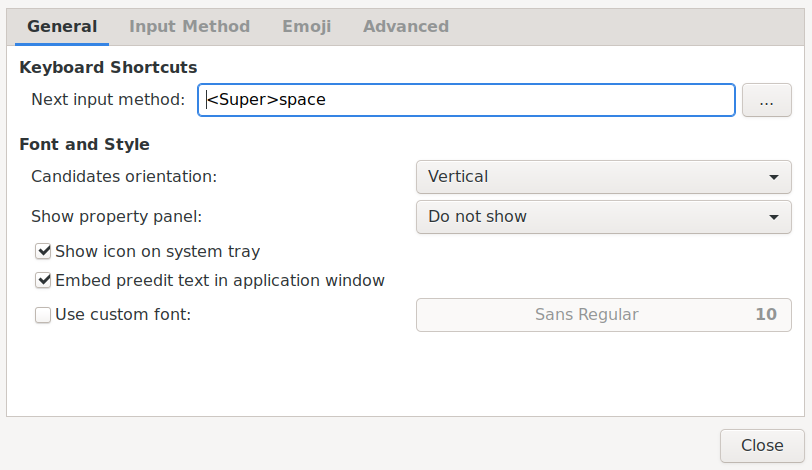 General Input Method Emoji Advanced
Keyboard Shortcuts
Next input method: <Super>space ...
Font and Style
Candidates orientation: Vertical
Show property panel: Do not show
Show icon on system tray
Embed preedit text in application window
Use custom font: Sans Regular 10
Close